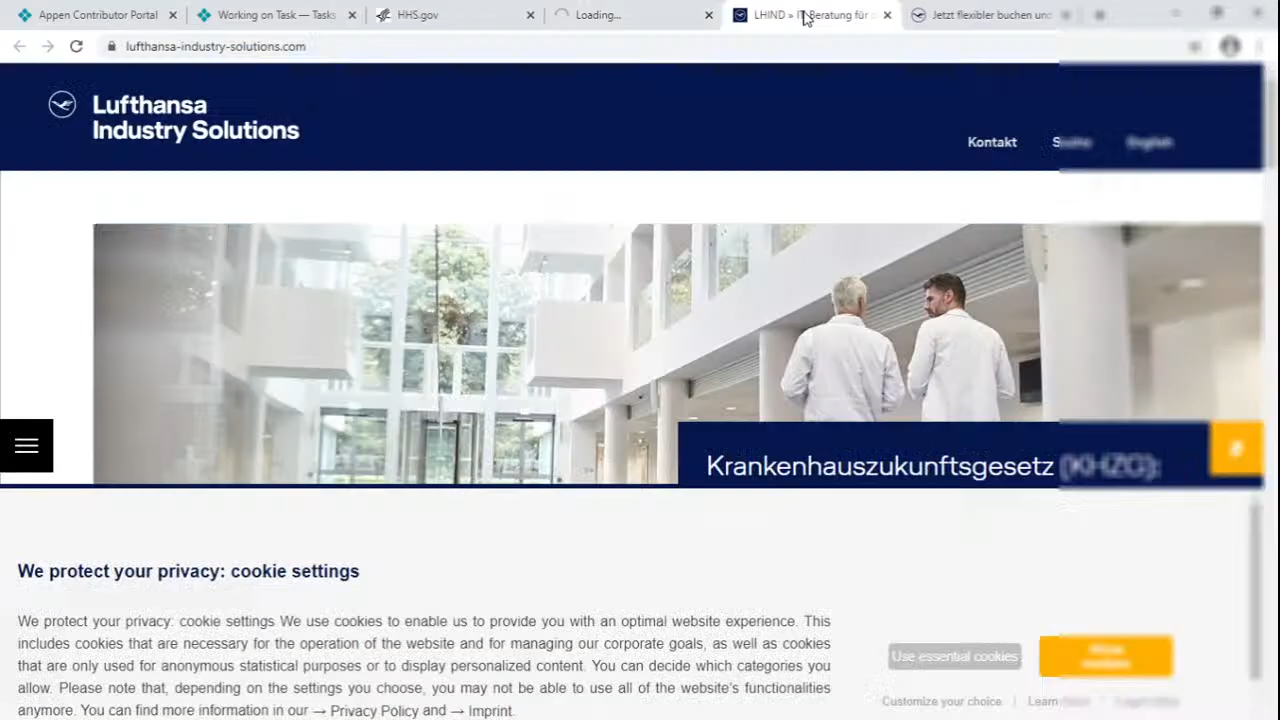 Appen Contributor Portal
Working on Task — Tasks
HHS.gov
Loading...
LHIND » IT Beratung für
Jetzt flexibler buchen und
lufthansa-industry-solutions.com
Lufthansa
Industry Solutions
Kontakt
English
Krankenhauszukunftsgesetz (KHZG):
We protect your privacy: cookie settings
We protect your privacy: cookie settings We use cookies to enable us to provide you with an optimal website experience. This
includes cookies that are necessary for the operation of the website and for managing our corporate goals, as well as cookies
that are only used for anonymous statistical purposes or to display personalized content. You can decide which categories you
allow. Please note that, depending on the settings you choose, you may not be able to use all of the website's functionalities
anymore. You can find more information in our → Privacy Policy and → Imprint.
Use essential cookies
Customize your choice | Learn